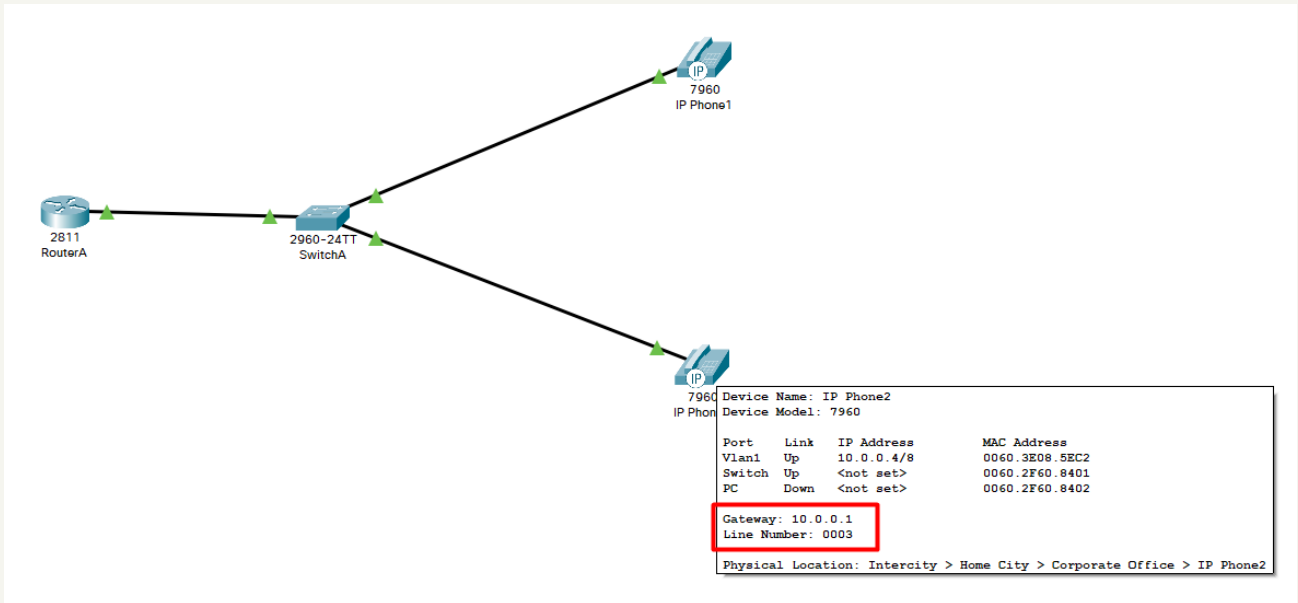 IP
7960
IP Phone1
2811
RouterA
2960-24TT
SwitchA
IP
7960
IP Phon
Device Name: IP Phone2
Device Model: 7960
Port Link IP Address MAC Address
Vlan1 Up 10.0.0.4/8 0060.3E08.5EC2
Switch Up <not set> 0060.2F60.8401
PC Down <not set> 0060.2F60.8402
Gateway: 10.0.0.1
Line Number: 0003
Physical Location: Intercity > Home City > Corporate Office > IP Phone2